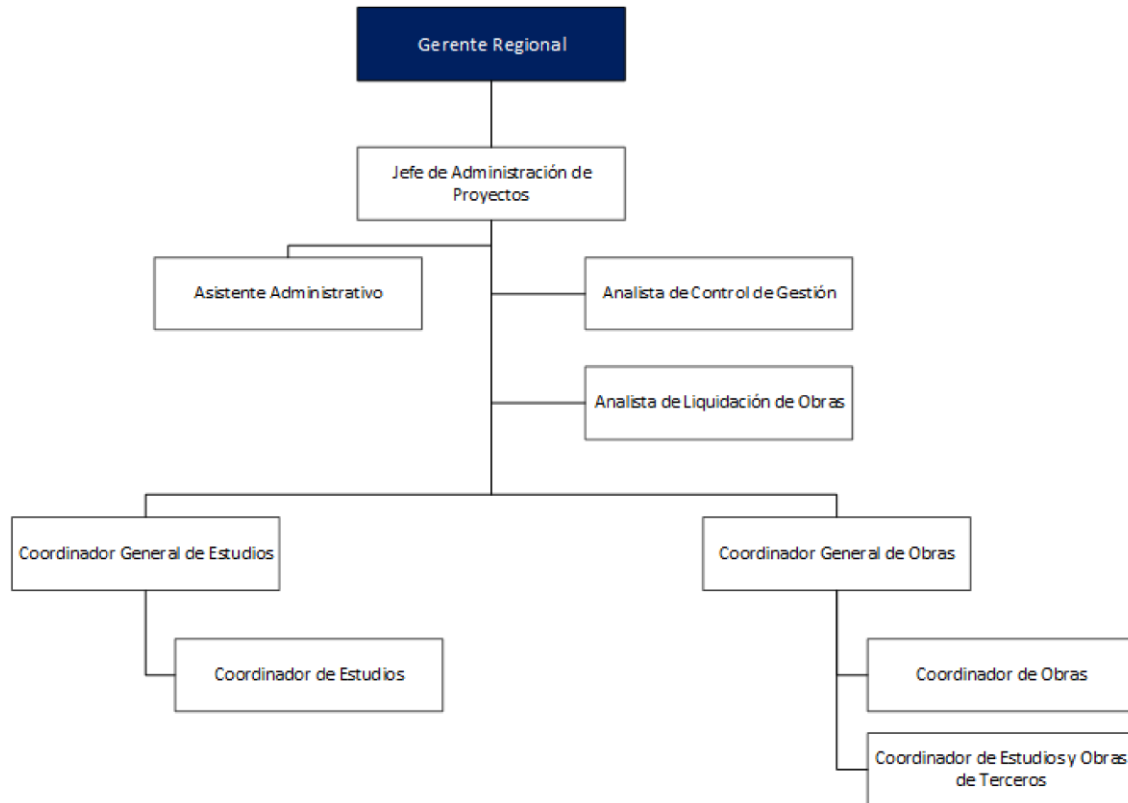 Gerente Regional
Jefe de Administración de
Proyectos
Asistente Administrativo
Analista de Control de Gestión
Analista de Liquidación de Obras
Coordinador General de Estudios
Coordinador General de Obras
Coordinador de Estudios
Coordinador de Obras
Coordinador de Estudios y Obras
de Terceros